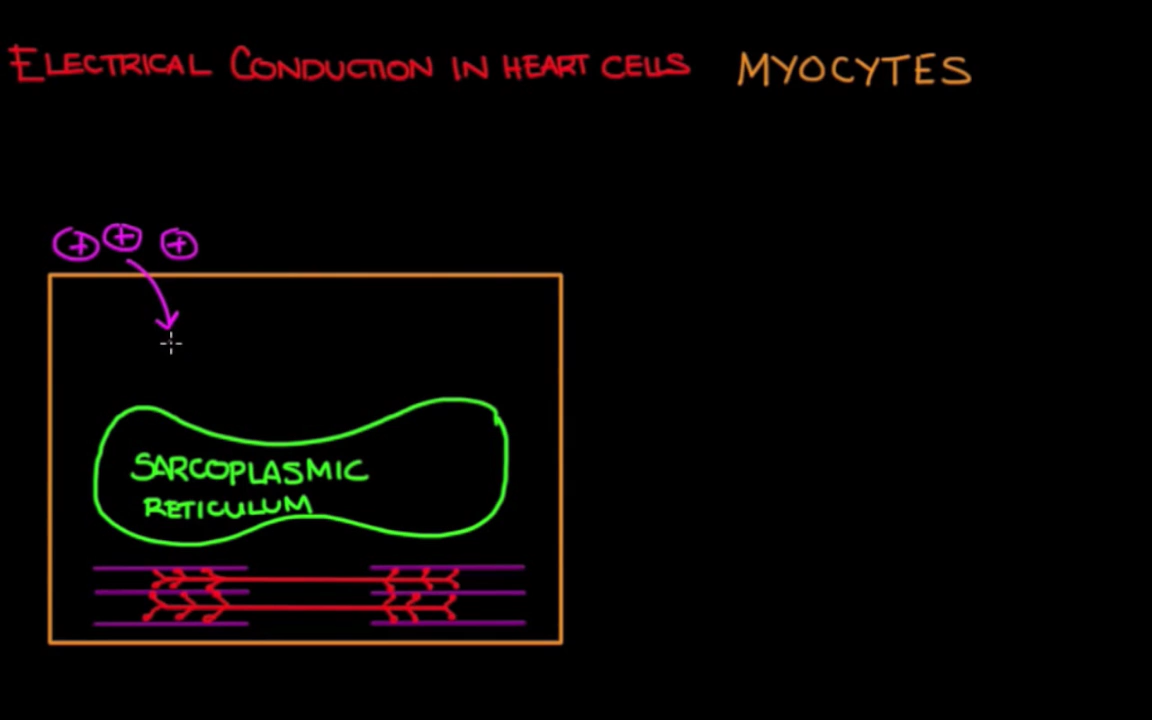 ELECTRICAL CONDUCTION IN HEART CELLS MYOCYTES
+ + +
SARCOPLASMIC
RETICULUM